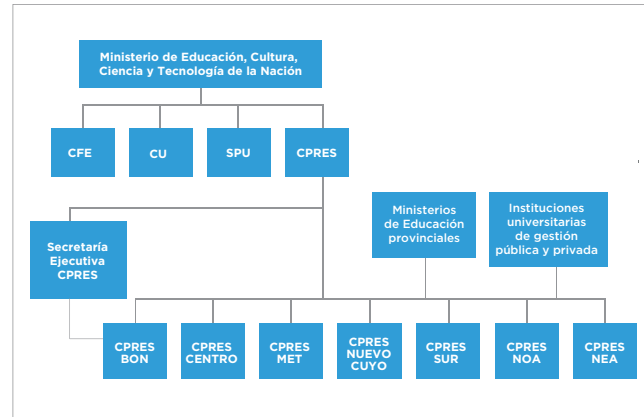 Ministerio de Educación, Cultura,
Ciencia y Tecnología de la Nación
CFE
CU
SPU
CPRES
Secretaría
Ejecutiva
CPRES
Ministerios
de Educación
provinciales
Instituciones
universitarias
de gestión
pública y privada
CPRES
BON
CPRES
CENTRO
CPRES
MET
CPRES
NUEVO
CUYO
CPRES
SUR
CPRES
NOA
CPRES
NEA